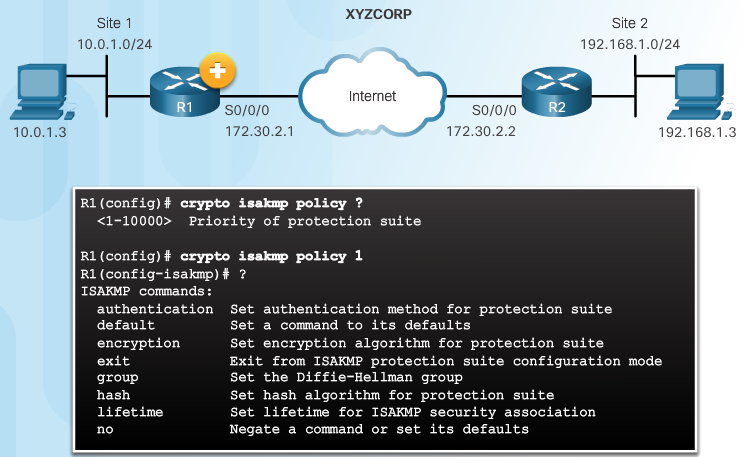 XYZCORP
Site 1
10.0.1.0/24
Site 2
192.168.1.0/24
R1
S0/0/0
172.30.2.1
Internet
S0/0/0
172.30.2.2
R2
10.0.1.3
192.168.1.3
R1(config)# crypto isakmp policy ?
<1-10000> Priority of protection suite
R1(config)# crypto isakmp policy 1
R1(config-isakmp)# ?
ISAKMP commands:
authentication Set authentication method for protection suite
default Set a command to its defaults
encryption Set encryption algorithm for protection suite
exit Exit from ISAKMP protection suite configuration mode
group Set the Diffie-Hellman group
hash Set hash algorithm for protection suite
lifetime Set lifetime for ISAKMP security association
no Negate a command or set its defaults